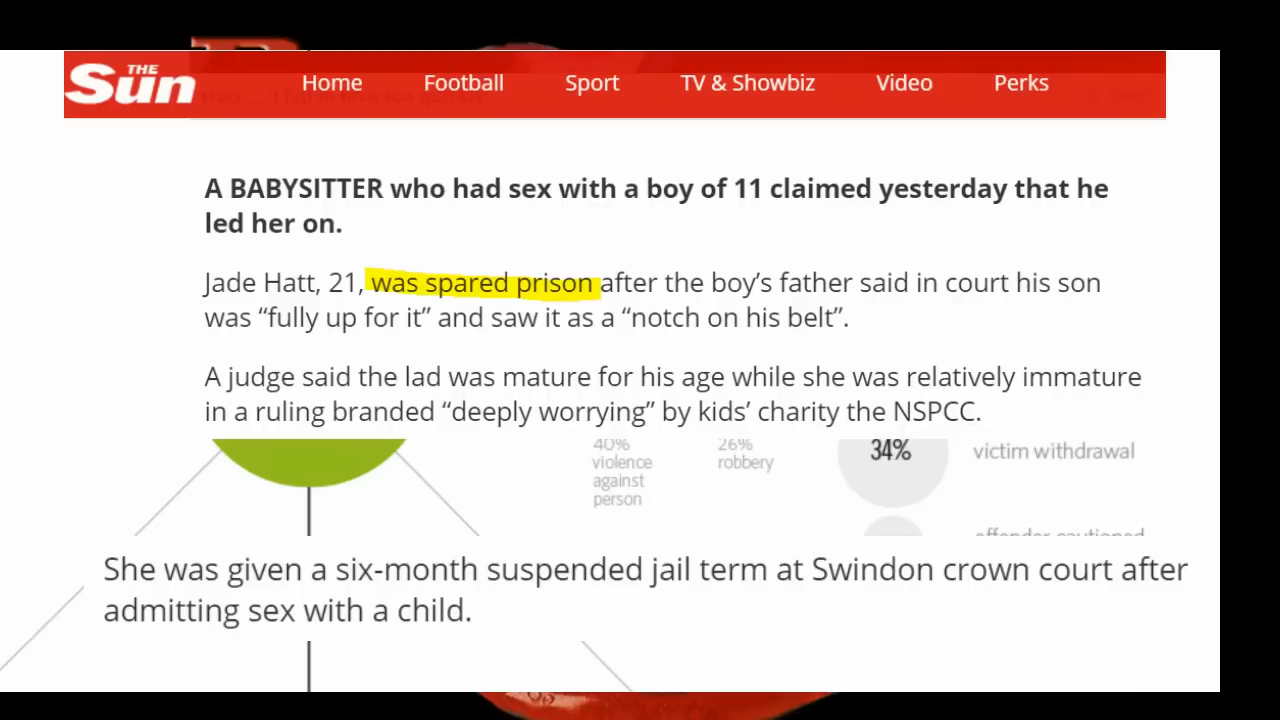 THE Sun
Home Football Sport TV & Showbiz Video Perks
A BABYSITTER who had sex with a boy of 11 claimed yesterday that he
led her on.
Jade Hatt, 21, was spared prison after the boy’s father said in court his son
was “fully up for it” and saw it as a “notch on his belt”.
A judge said the lad was mature for his age while she was relatively immature
in a ruling branded “deeply worrying” by kids’ charity the NSPCC.
40%
violence
against
person
26%
robbery
34%
victim withdrawal
offender cautioned
She was given a six-month suspended jail term at Swindon crown court after
admitting sex with a child.